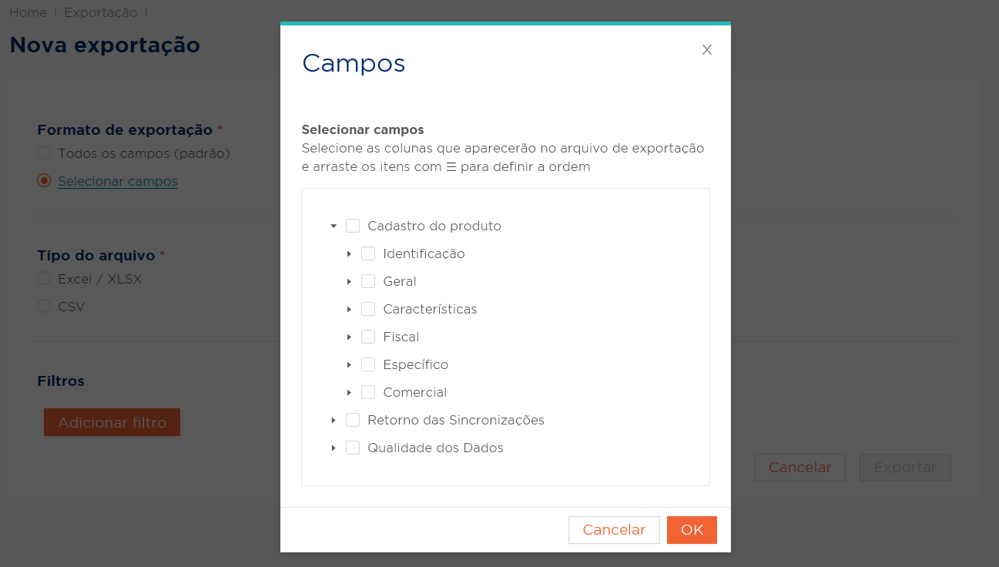 Home | Exportação |
Nova exportação
Formato de exportação *
Todos os campos (padrão)
Selecionar campos
Tipo do arquivo *
Excel / XLSX
CSV
Filtros
Adicionar filtro
Cancelar
Exportar
Campos
Selecionar campos
Selecione as colunas que aparecerão no arquivo de exportação
e arraste os itens com ☰ para definir a ordem
Cadastro do produto
Identificação
Geral
Características
Fiscal
Específico
Comercial
Retorno das Sincronizações
Qualidade dos Dados
Cancelar
OK